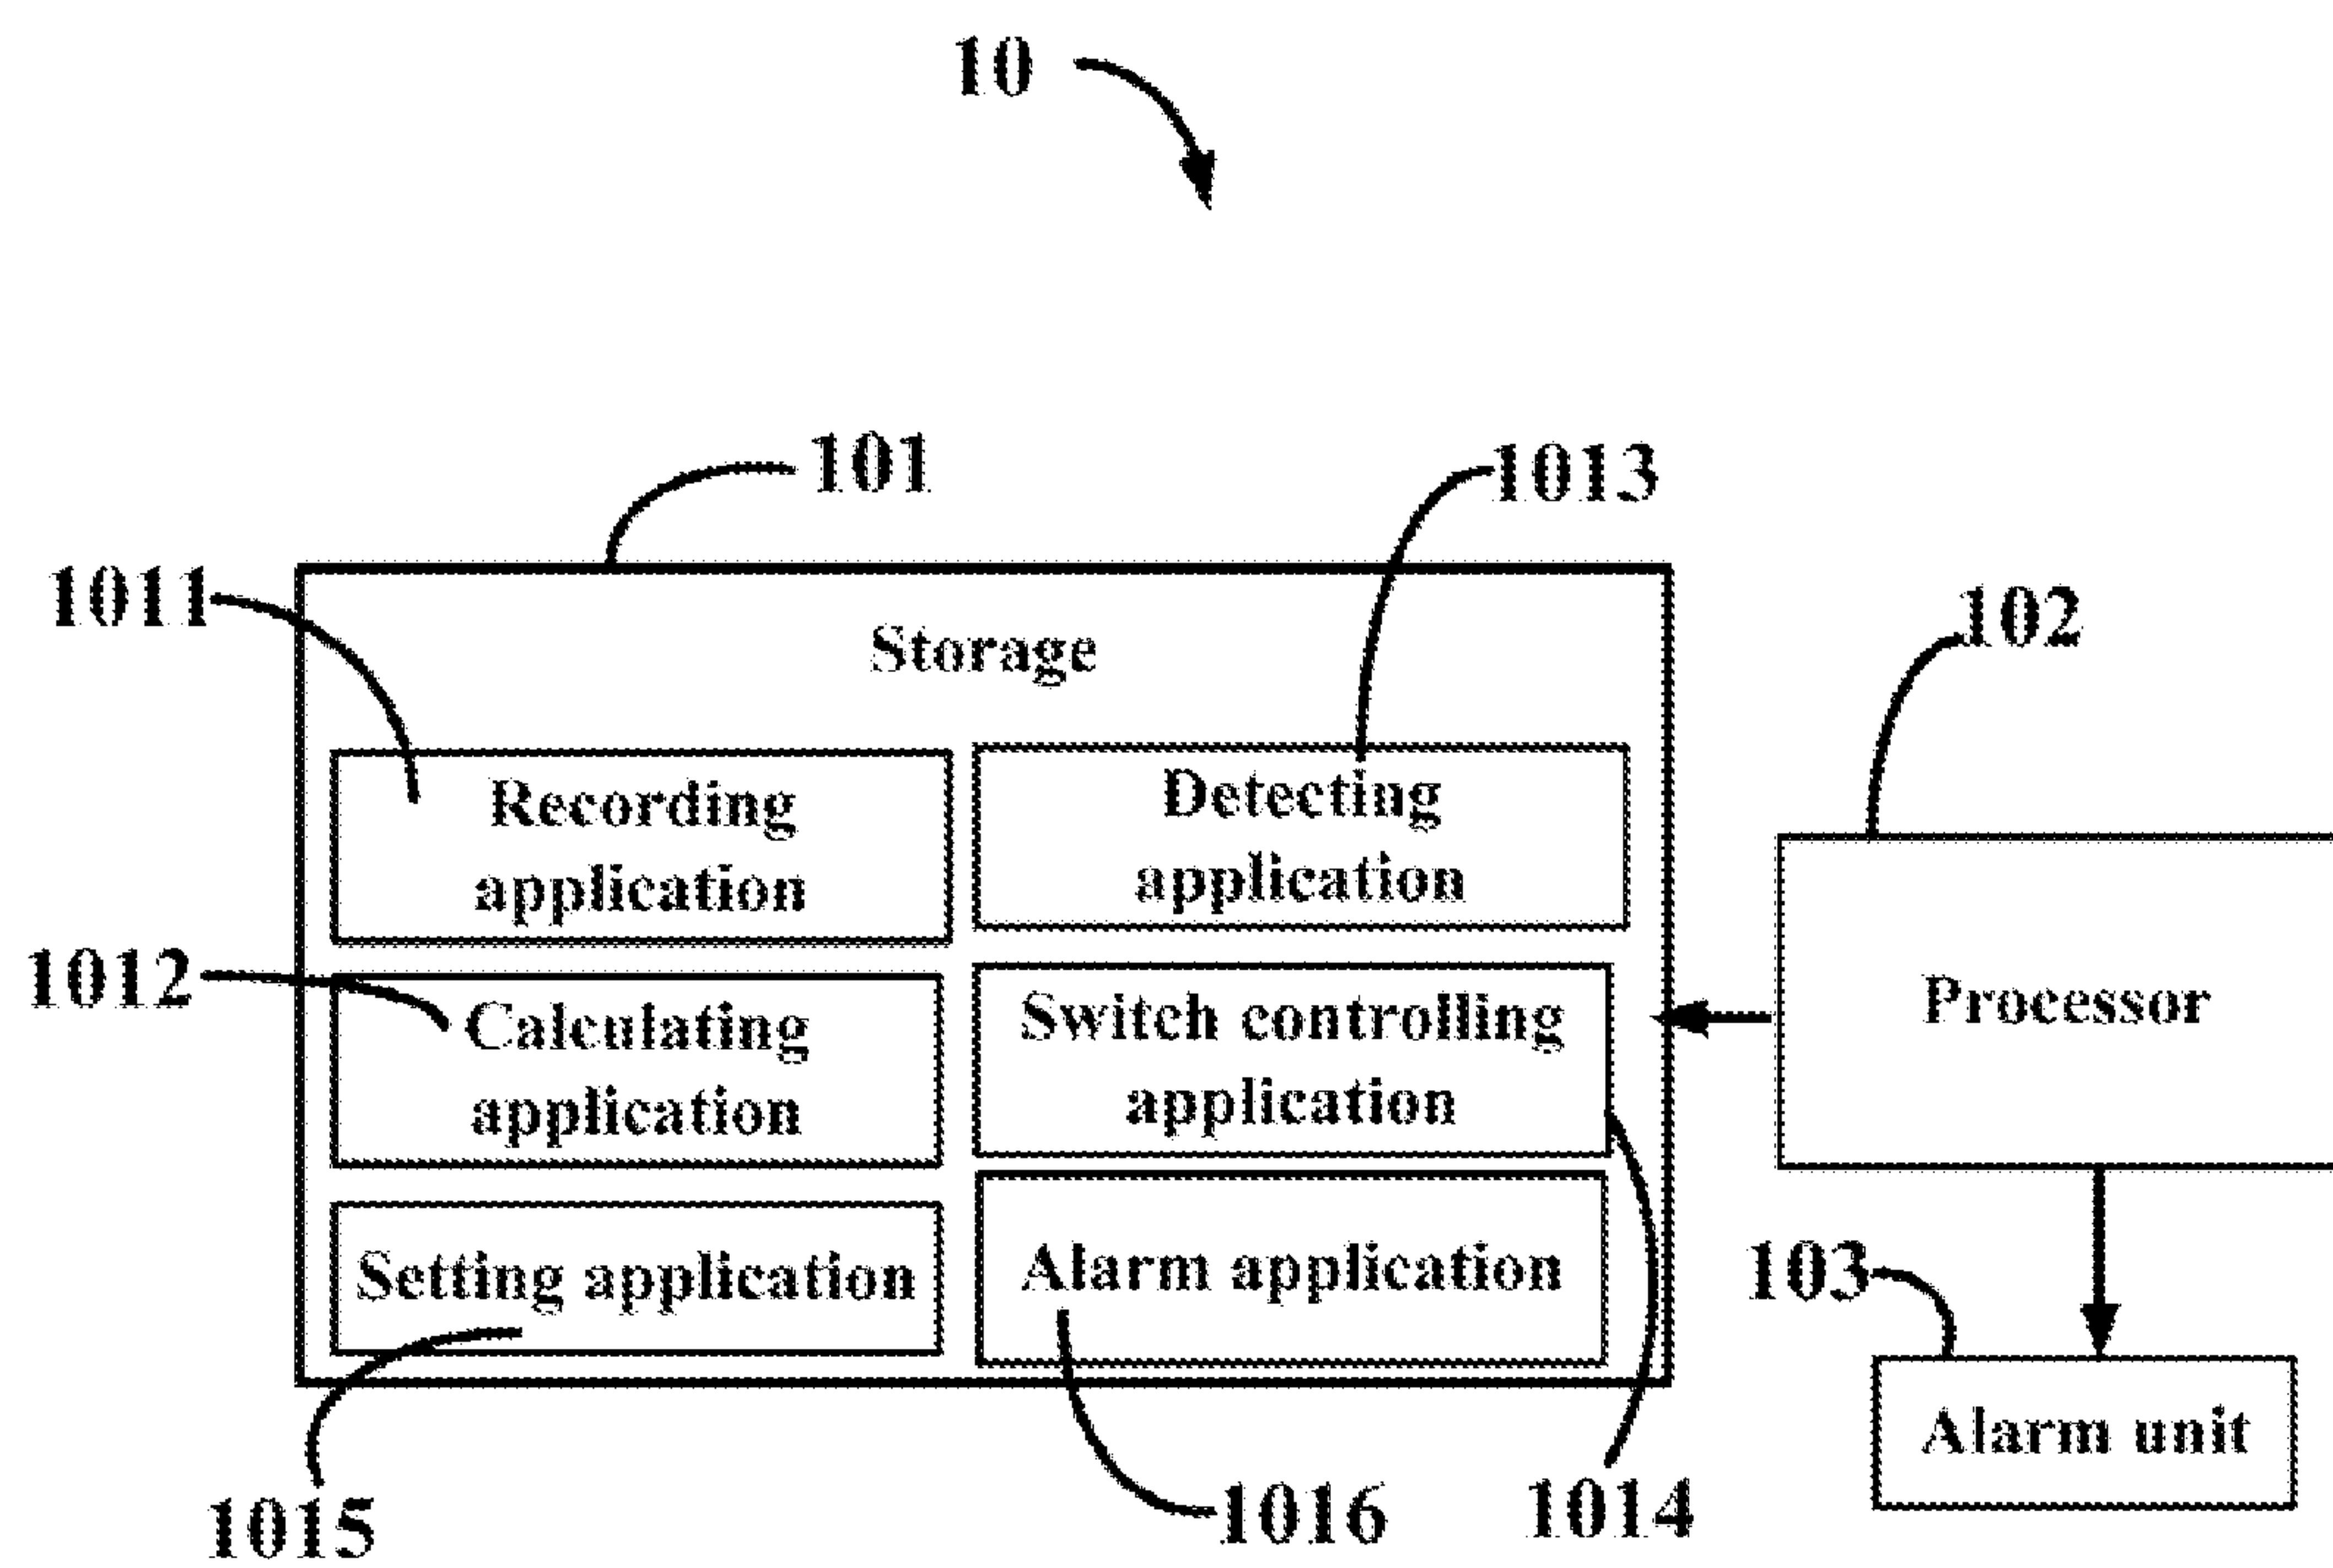 10
101
1013
1011
102
Storage
Recording
application
Detecting
application
1012
Calculating
application
Switch controlling
application
Processor
Setting application
Alarm application
103
Alarm unit
1015
1016
1014